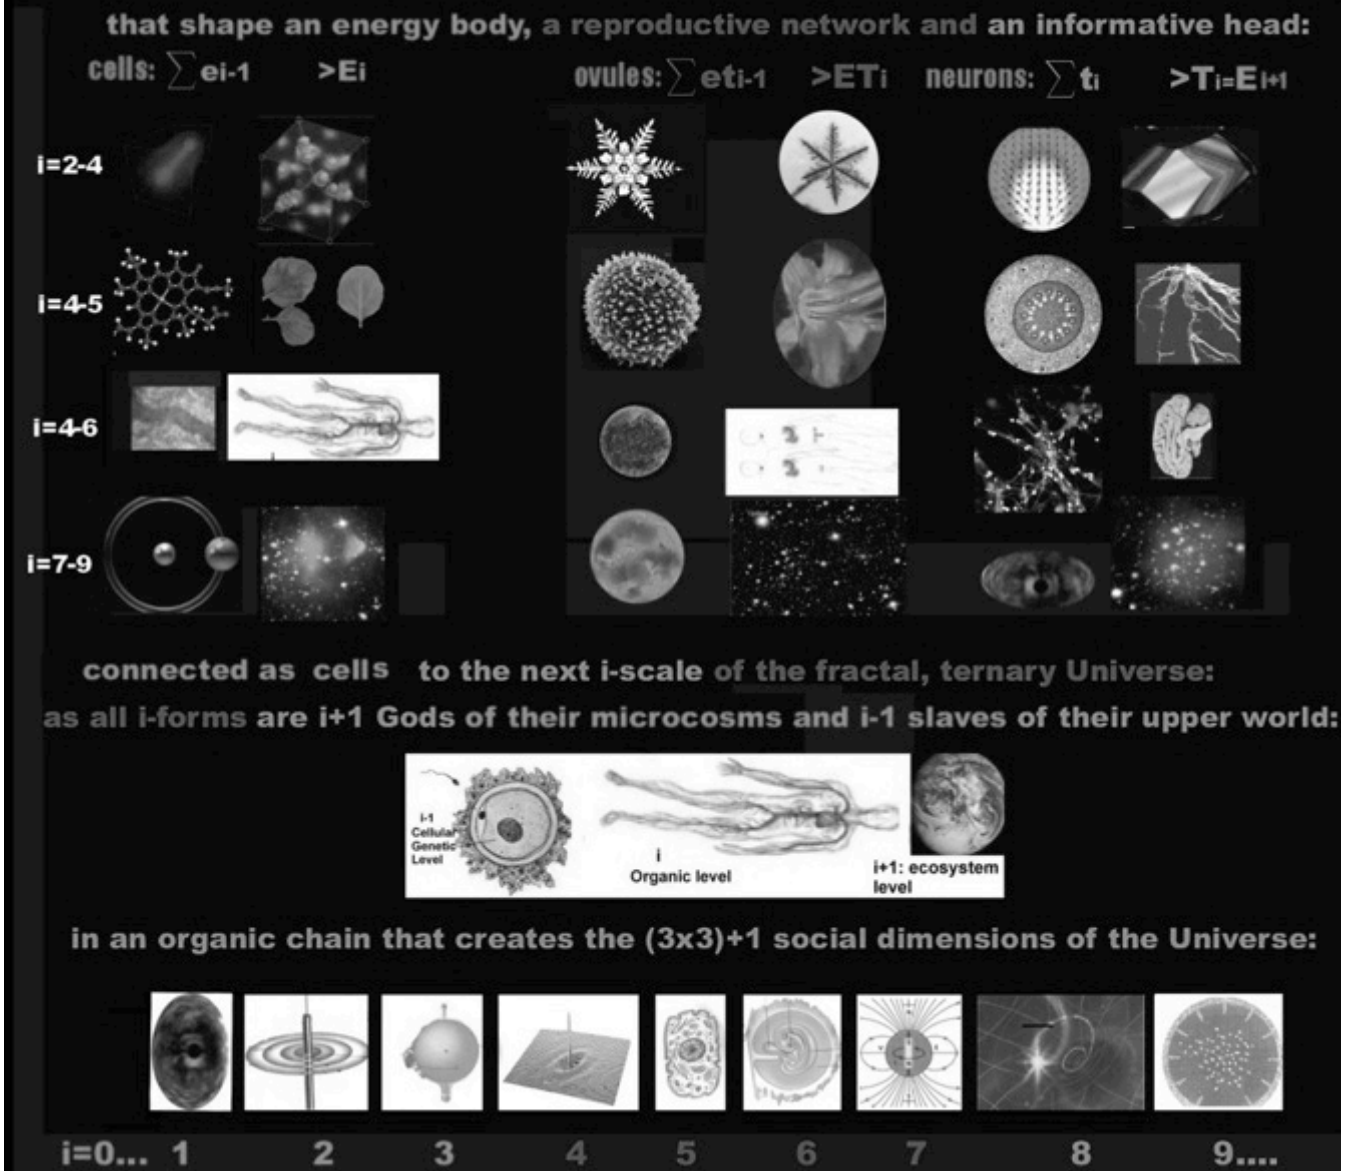 that shape an energy body, a reproductive network and an informative head:
cells: ∑ ei-1 >Ei ovules: ∑ eti-1 >ETi neurons: ∑ ti >Ti=Ei+1
i=2-4
i=4-5
i=4-6
i=7-9
connected as cells to the next i-scale of the fractal, ternary Universe:
as all i-forms are i+1 Gods of their microcosms and i-1 slaves of their upper world:
i-1
Cellular
Genetic
Level
i
Organic level
i+1: ecosystem
level
in an organic chain that creates the (3x3)+1 social dimensions of the Universe:
i=0... 1 2 3 4 5 6 7 8 9....